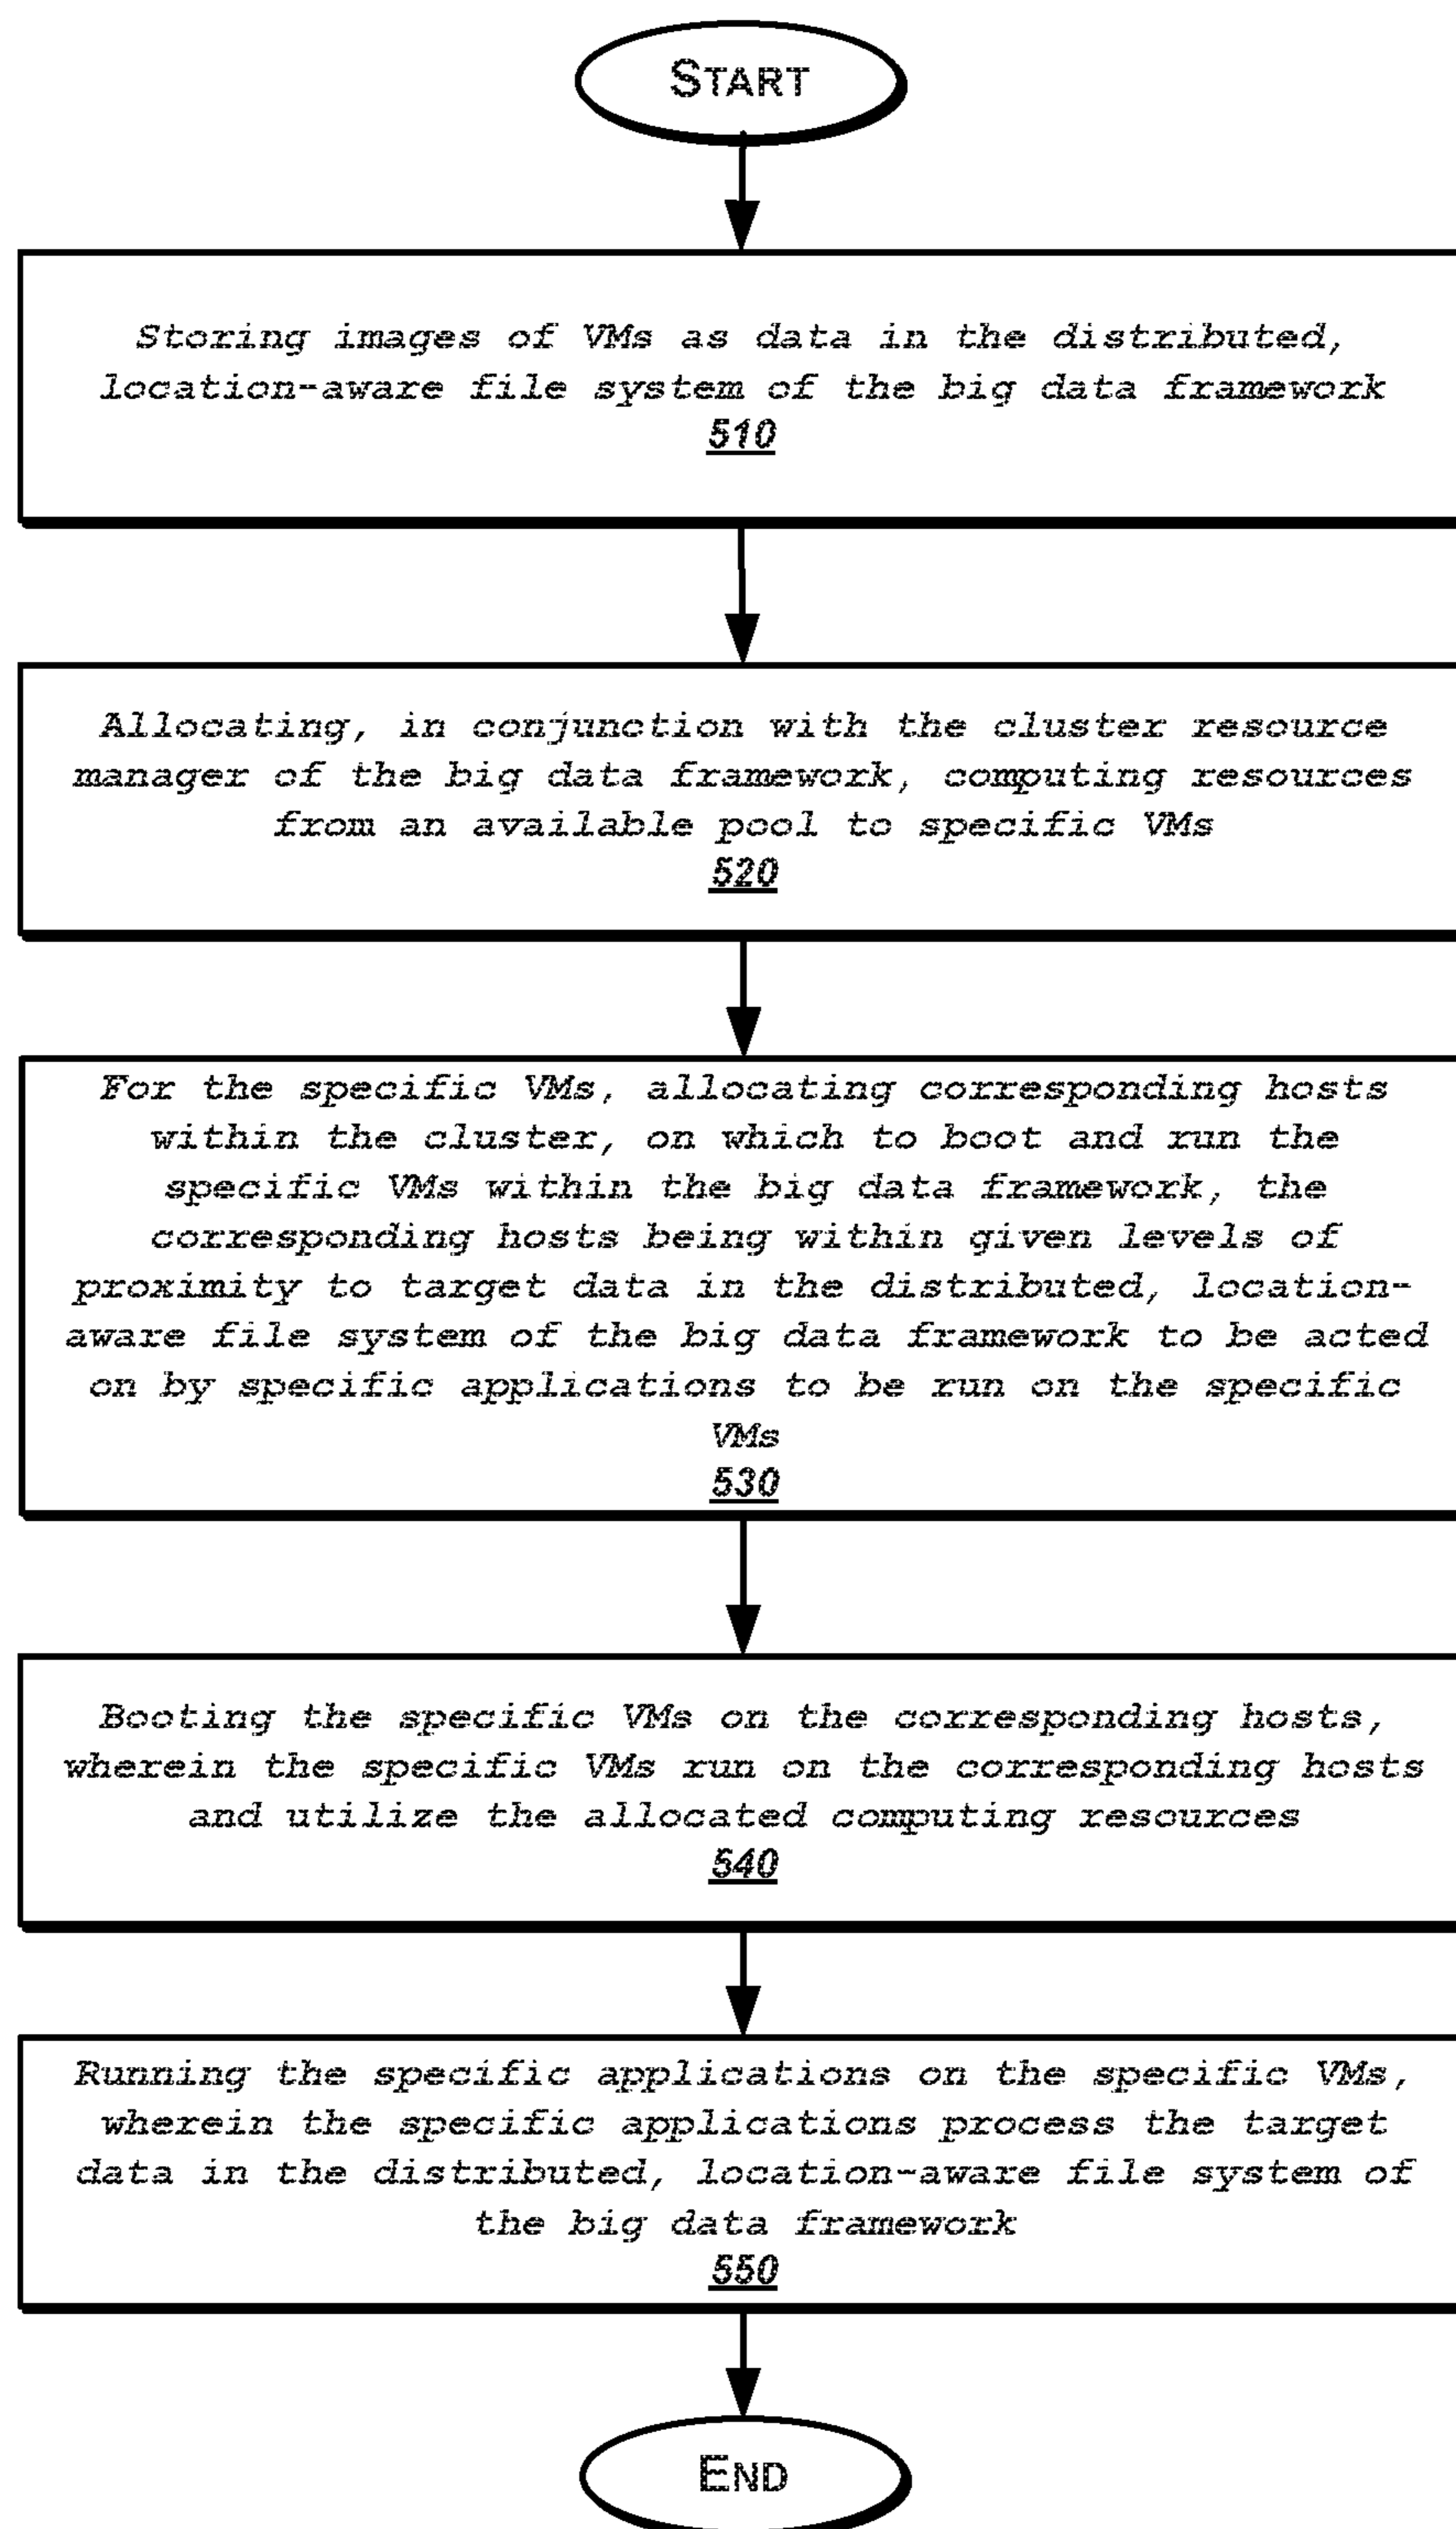 START
Storing images of VMs as data in the distributed,
location-aware file system of the big data framework
510
Allocating, in conjunction with the cluster resource
manager of the big data framework, computing resources
from an available pool to specific VMs
520
For the specific VMs, allocating corresponding hosts
within the cluster, on which to boot and run the
specific VMs within the big data framework, the
corresponding hosts being within given levels of
proximity to target data in the distributed, location-
aware file system of the big data framework to be acted
on by specific applications to be run on the specific
VMs
530
Booting the specific VMs on the corresponding hosts,
wherein the specific VMs run on the corresponding hosts
and utilize the allocated computing resources
540
Running the specific applications on the specific VMs,
wherein the specific applications process the target
data in the distributed, location-aware file system of
the big data framework
550
END